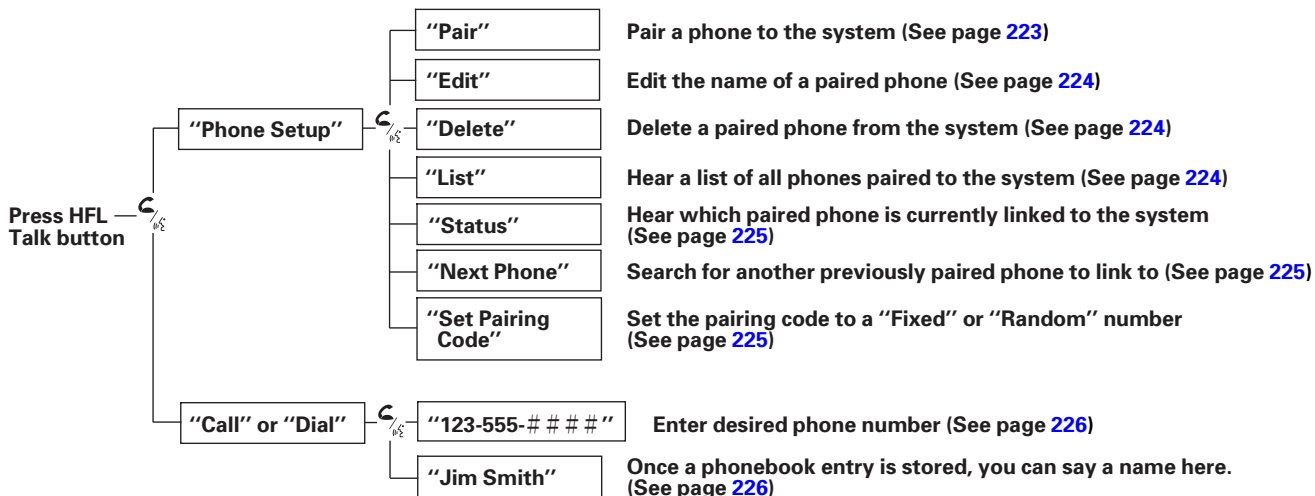 "Pair" Pair a phone to the system (See page 223)
"Edit" Edit the name of a paired phone (See page 224)
"Phone Setup" "Delete" Delete a paired phone from the system (See page 224)
"List" Hear a list of all phones paired to the system (See page 224)
Press HFL
Talk button
"Status" Hear which paired phone is currently linked to the system
(See page 225)
"Next Phone" Search for another previously paired phone to link to (See page 225)
"Set Pairing
Code"
Set the pairing code to a "Fixed" or "Random" number
(See page 225)
"Call" or "Dial" "123-555-####" Enter desired phone number (See page 226)
"Jim Smith" Once a phonebook entry is stored, you can say a name here.
(See page 226)